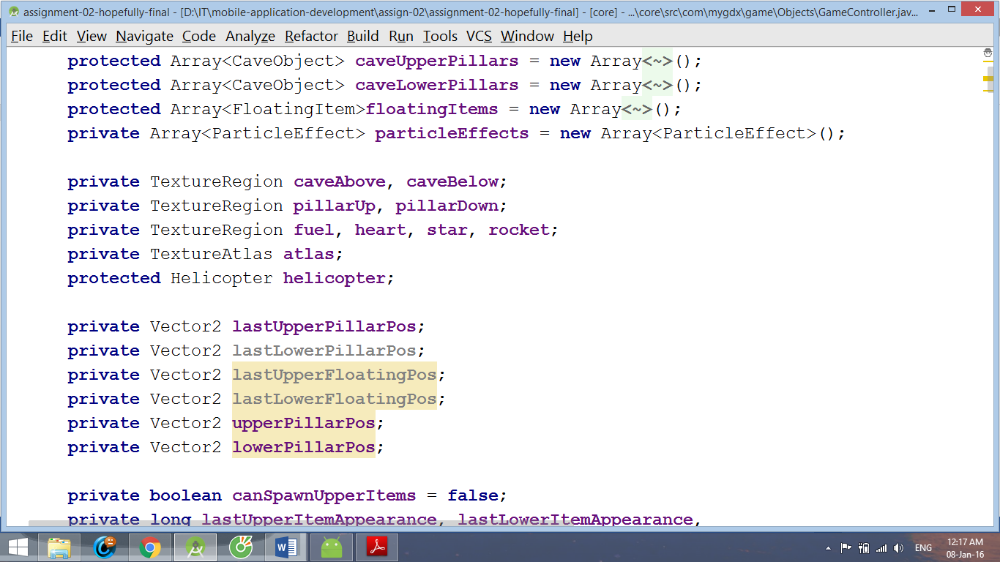 assignment-02-hopefully-final - [D:\IT\mobile-application-development\assign-02\assignment-02-hopefully-final] - [core] - ...\core\src\com\mygdx\game\Objects\GameController.jav...
File Edit View Navigate Code Analyze Refactor Build Run Tools VCS Window Help
protected Array<CaveObject> caveUpperPillars = new Array<~>();
protected Array<CaveObject> caveLowerPillars = new Array<~>();
protected Array<FloatingItem>floatingItems = new Array<~>();
private Array<ParticleEffect> particleEffects = new Array<ParticleEffect>();
private TextureRegion caveAbove, caveBelow;
private TextureRegion pillarUp, pillarDown;
private TextureRegion fuel, heart, star, rocket;
private TextureAtlas atlas;
protected Helicopter helicopter;
private Vector2 lastUpperPillarPos;
private Vector2 lastLowerPillarPos;
private Vector2 lastUpperFloatingPos;
private Vector2 lastLowerFloatingPos;
private Vector2 upperPillarPos;
private Vector2 lowerPillarPos;
private boolean canSpawnUpperItems = false;
private long lastUpperItemAppearance, lastLowerItemAppearance,
ENG
12:17 AM
08-Jan-16